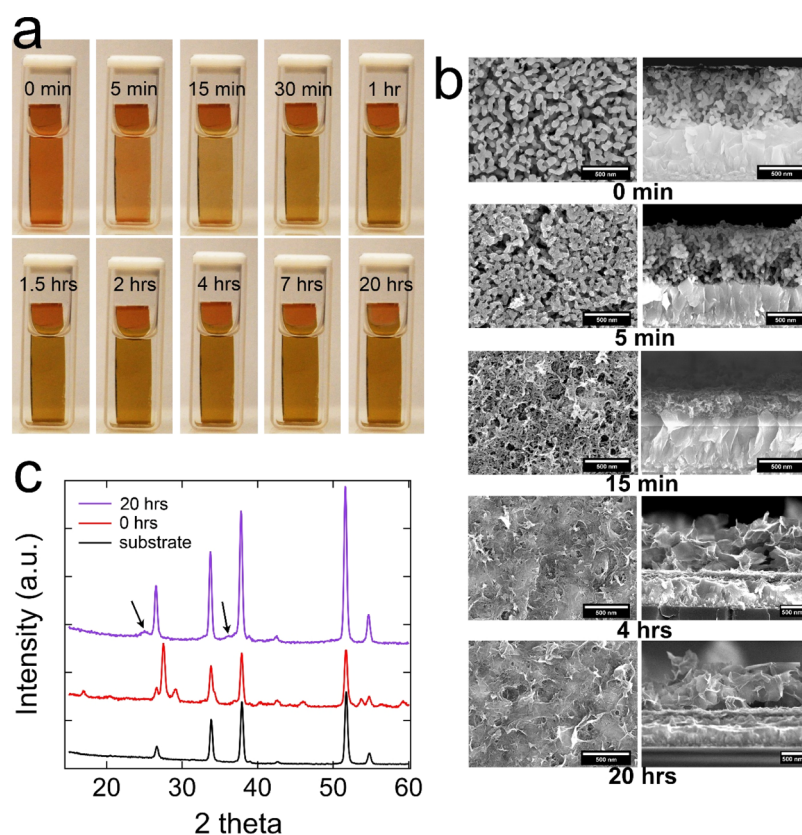 a
0 min 5 min 15 min 30 min 1 hr
1.5 hrs 2 hrs 4 hrs 7 hrs 20 hrs
b
500 nm 500 nm
0 min
500 nm 500 nm
5 min
500 nm 500 nm
15 min
500 nm 500 nm
4 hrs
500 nm 500 nm
20 hrs
c
20 hrs
0 hrs
substrate
Intensity (a.u.)
20 30 40 50 60
2 theta